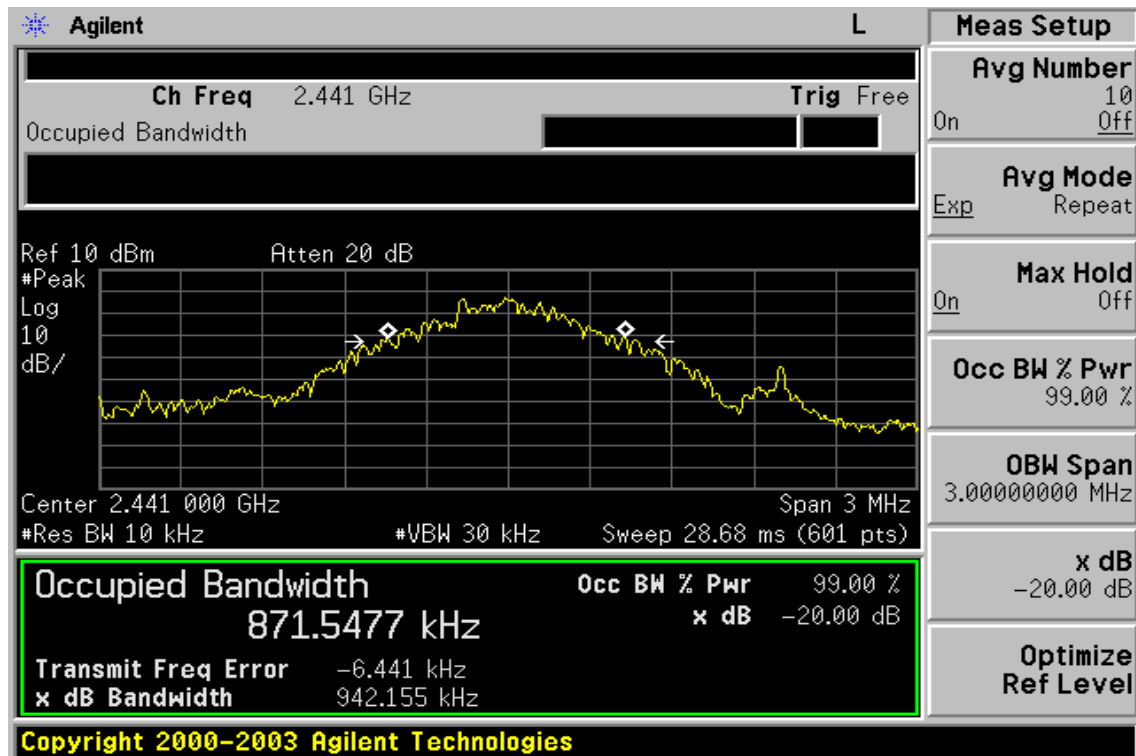 Agilent L
Meas Setup
Ch Freq 2.441 GHz Trig Free
Occupied Bandwidth
Avg Number
10
On Off
Avg Mode
Exp Repeat
Max Hold
On Off
Occ BW % Pwr
99.00 %
OBW Span
3.00000000 MHz
x dB
-20.00 dB
Optimize
Ref Level
Ref 10 dBm Atten 20 dB
#Peak
Log
10
dB/
Center 2.441 000 GHz Span 3 MHz
#Res BW 10 kHz #VBW 30 kHz Sweep 28.68 ms (601 pts)
Occupied Bandwidth Occ BW % Pwr 99.00 %
871.5477 kHz x dB -20.00 dB
Transmit Freq Error -6.441 kHz
x dB Bandwidth 942.155 kHz
Copyright 2000-2003 Agilent Technologies